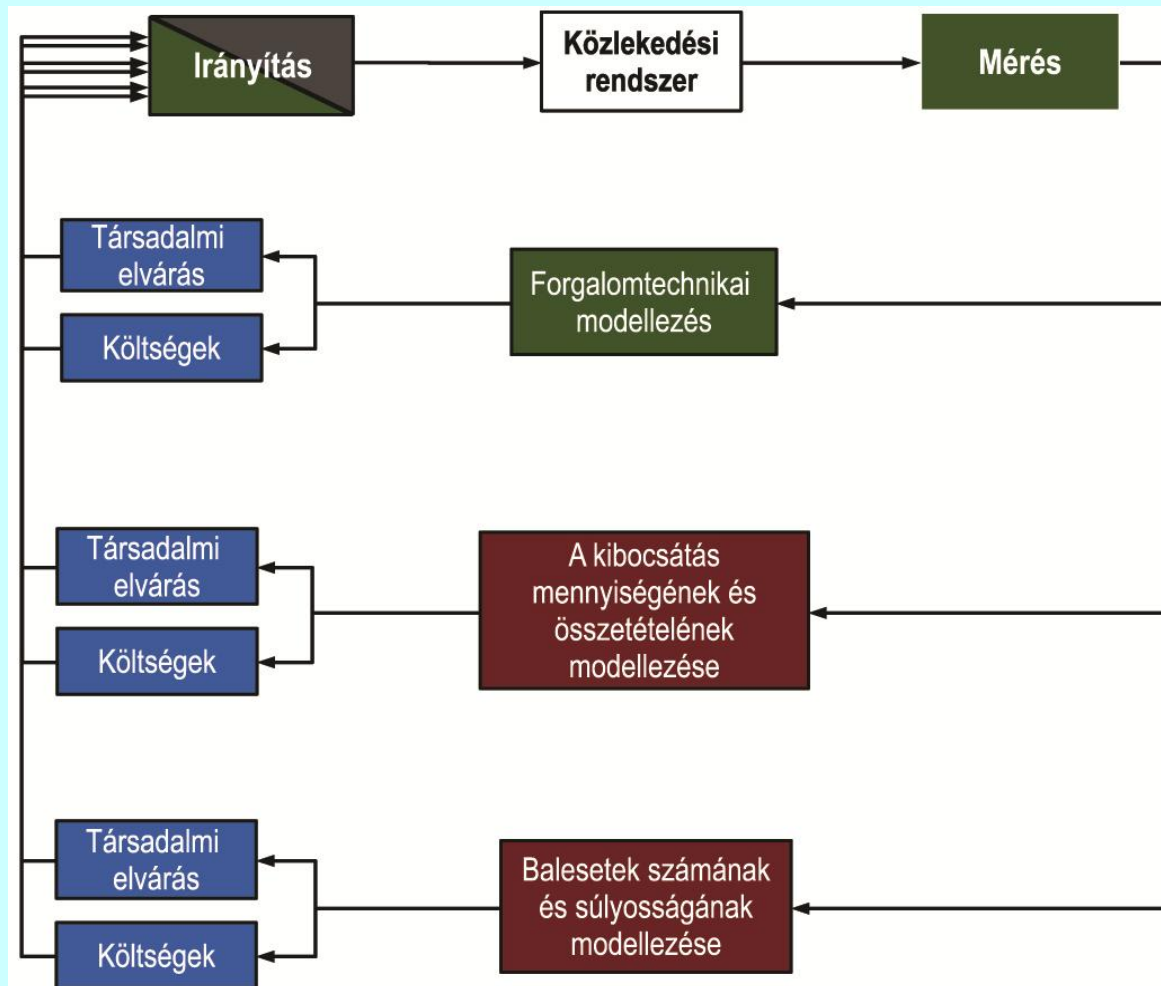 Irányítás
Közlekedési
rendszer
Mérés
Társadalmi
elvárás
Költségek
Forgalomtechnikai
modellezés
Társadalmi
elvárás
Költségek
A kibocsátás
mennyiségének és
összetételének
modellezése
Társadalmi
elvárás
Költségek
Balesetek számának
és súlyosságának
modellezése